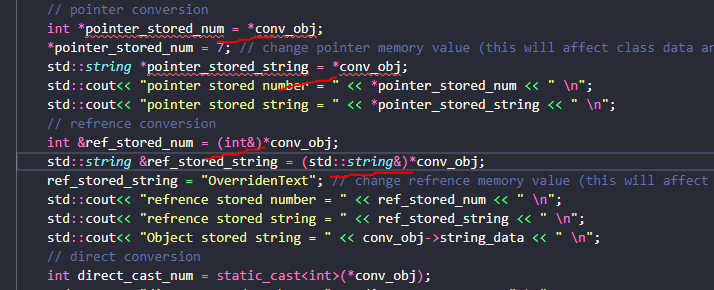 // pointer conversion
int *pointer_stored_num = *conv_obj;
*pointer_stored_num = 7; // change pointer memory value (this will affect class data an
std::string *pointer_stored_string = *conv_obj;
std::cout<< "pointer stored number = " << *pointer_stored_num << " \n";
std::cout<< "pointer stored string = " << *pointer_stored_string << " \n";
// refrence conversion
int &ref_stored_num = (int&)*conv_obj;
std::string &ref_stored_string = (std::string&)*conv_obj;
ref_stored_string = "OverridenText"; // change refrence memory value (this will affect
std::cout<< "refrence stored number = " << ref_stored_num << " \n";
std::cout<< "refrence stored string = " << ref_stored_string << " \n";
std::cout<< "Object stored string = " << conv_obj->string_data << " \n";
// direct conversion
int direct_cast_num = static_cast<int>(*conv_obj);